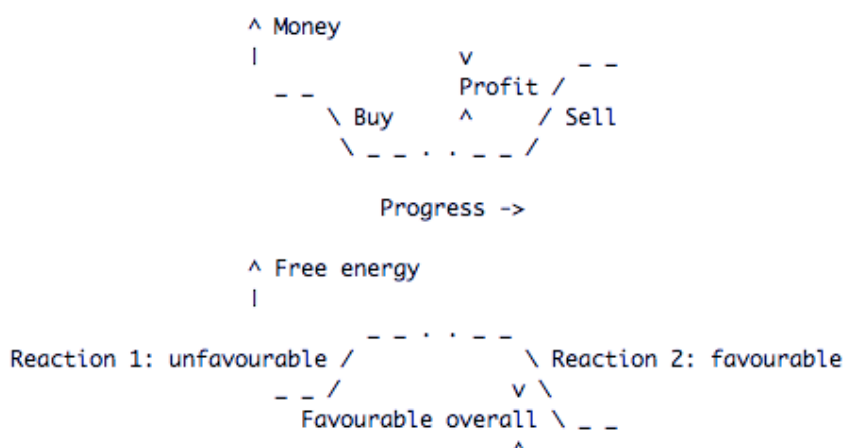 ^ Money
|                    v          _ _
  _ _                Profit /
      \ Buy      ^      / Sell
       \ _ _ . . _ _ /
Progress ->
^ Free energy
|
_ _ . . _ _
Reaction 1: unfavourable /                \ Reaction 2: favourable
_ _ /                v \
Favourable overall \ _ _
^